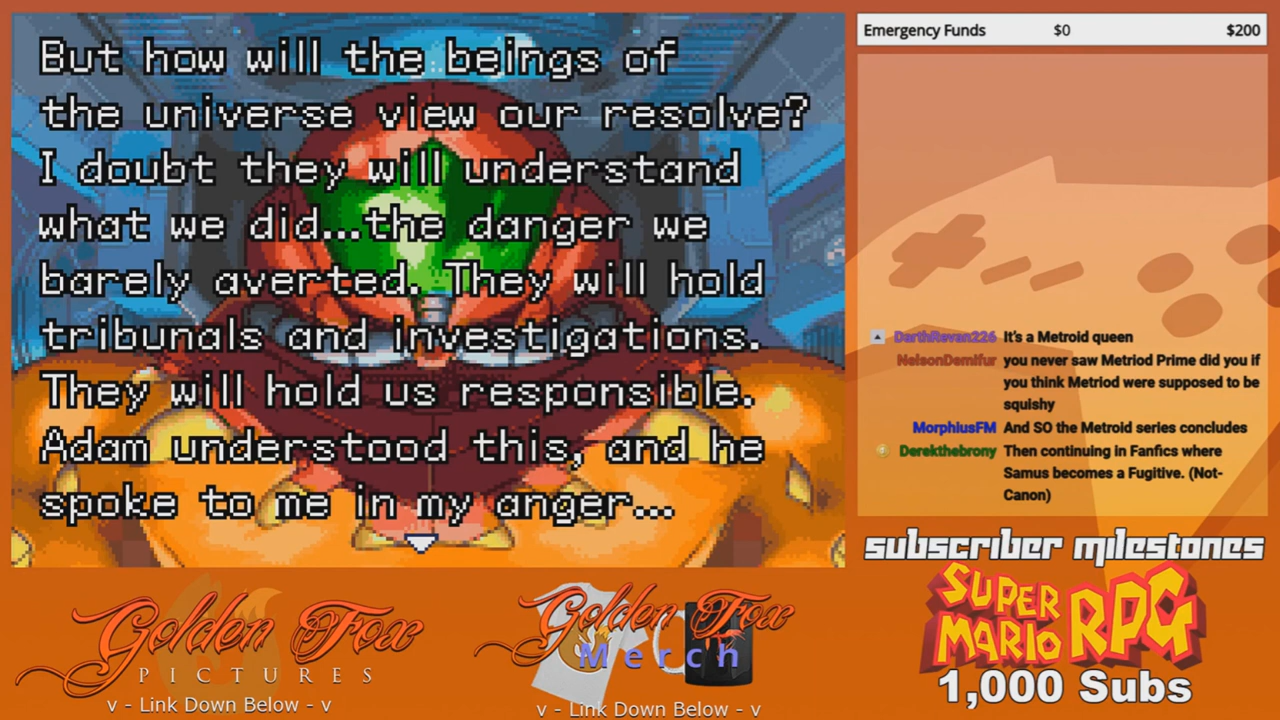 But how will the beings of
the universe view our resolve?
I doubt they will understand
what we did...the danger we
barely averted. They will hold
tribunals and investigations.
They will hold us responsible.
Adam understood this, and he
spoke to me in my anger...
Emergency Funds $0 $200
DarthRevan226 It's a Metroid queen
NelsonDemifur you never saw Metriod Prime did you if
you think Metriod were supposed to be
squishy
MorphiusFM And SO the Metroid series concludes
Derekthebrony Then continuing in Fanfics where
Samus becomes a Fugitive. (Not-
Canon)
subscriber milestones
SUPER
MARIO RPG
1,000 Subs
Golden Fox
PICTURES
v - Link Down Below - v
Golden Fox
Merch
v - Link Down Below - v